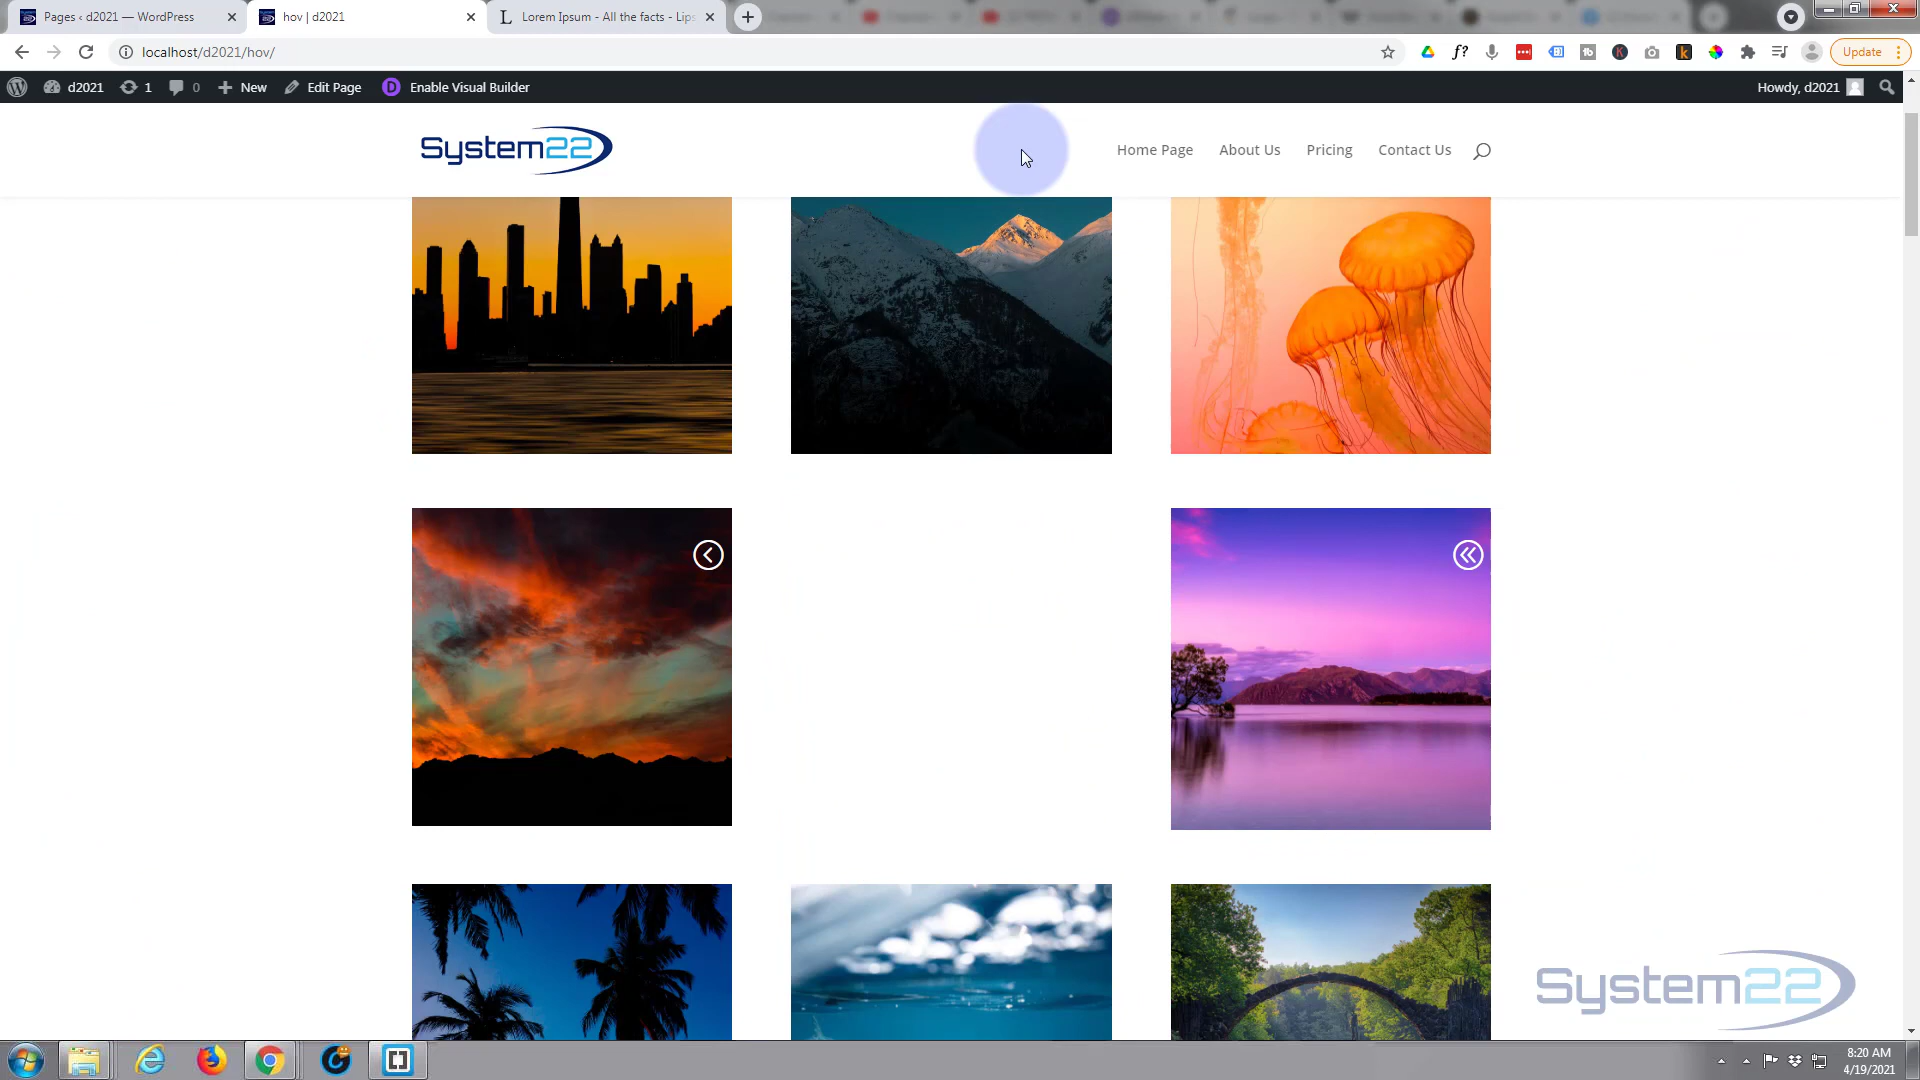 Pages ‹ d2021 — WordPress
hov | d2021
Lorem Ipsum - All the facts - Lips
localhost/d2021/hov/
Update
d2021
1
0
New
Edit Page
Enable Visual Builder
Howdy, d2021
System22
Home Page
About Us
Pricing
Contact Us
System22
8:20 AM
4/19/2021